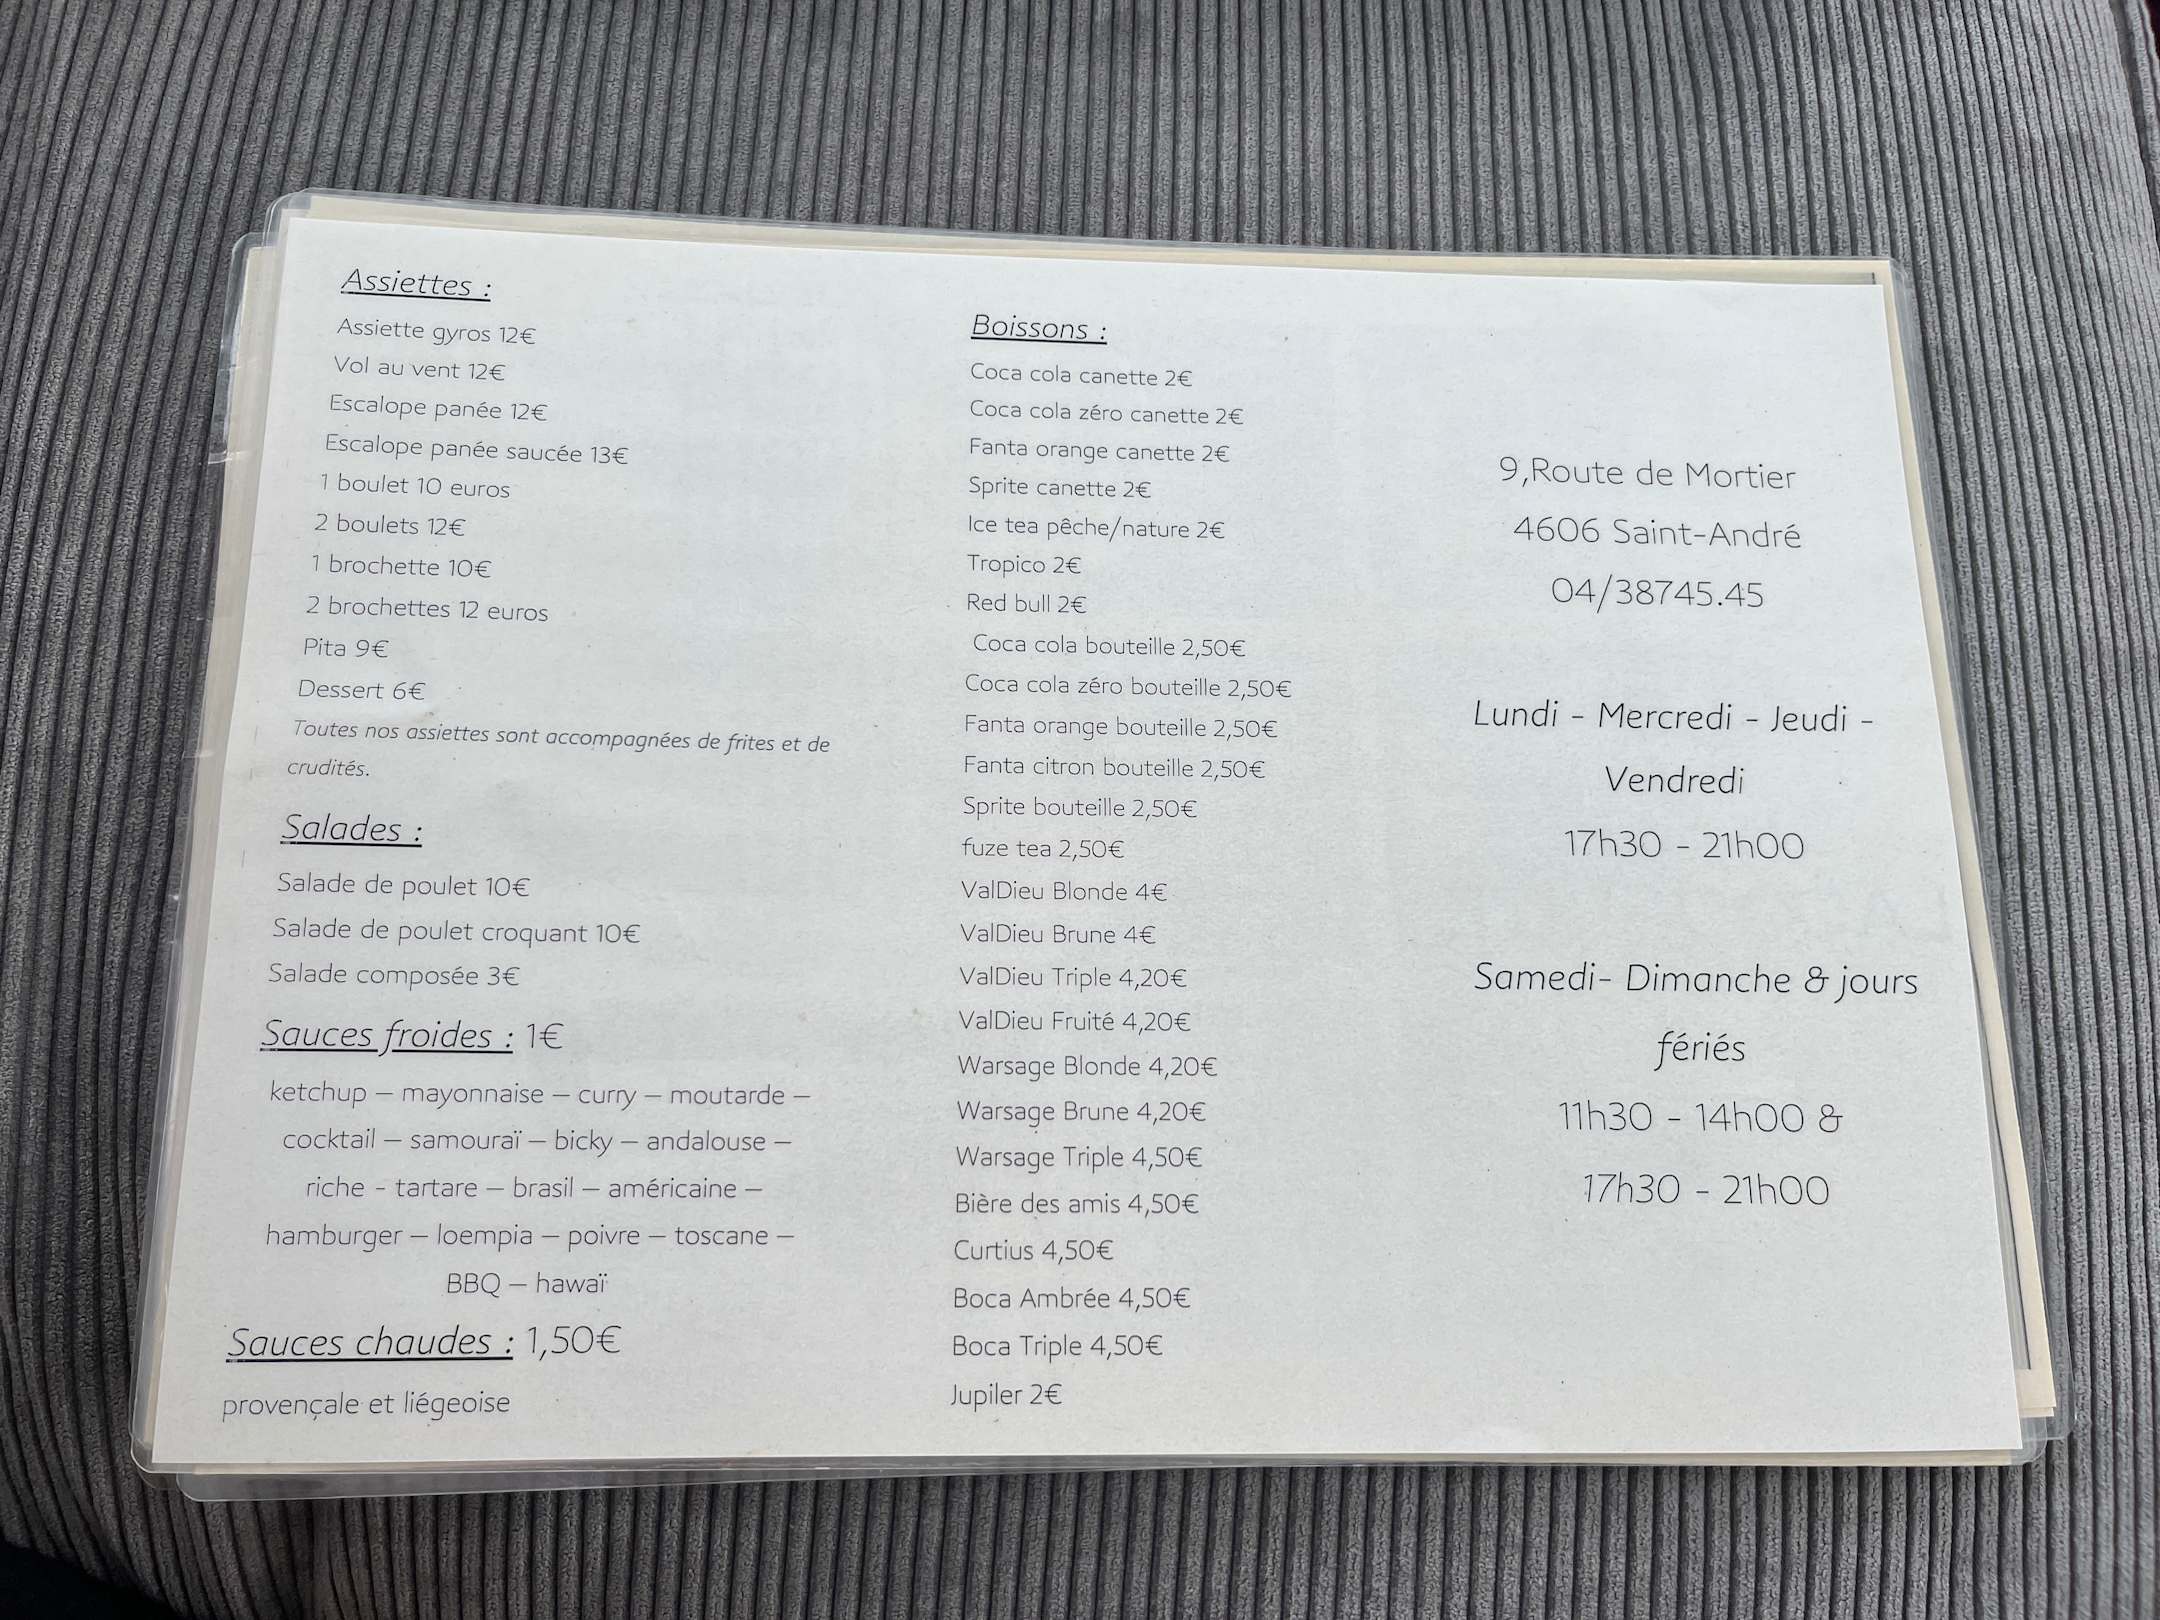 Assiettes :
Assiette gyros 12€
Vol au vent 12€
Escalope panée 12€
Escalope panée saucée 13€
1 boulet 10 euros
2 boulets 12€
1 brochette 10€
2 brochettes 12 euros
Pita 9€
Dessert 6€
Toutes nos assiettes sont accompagnées de frites et de
crudités.
Salades :
Salade de poulet 10€
Salade de poulet croquant 10€
Salade composée 3€
Sauces froides : 1€
ketchup – mayonnaise – curry – moutarde –
cocktail – samouraï – bicky – andalouse –
riche - tartare – brasil – américaine –
hamburger – loempia – poivre – toscane –
BBQ – hawaï
Sauces chaudes : 1,50€
provençale et liégeoise
Boissons :
Coca cola canette 2€
Coca cola zéro canette 2€
Fanta orange canette 2€
Sprite canette 2€
Ice tea pêche/nature 2€
Tropico 2€
Red bull 2€
Coca cola bouteille 2,50€
Coca cola zéro bouteille 2,50€
Fanta orange bouteille 2,50€
Fanta citron bouteille 2,50€
Sprite bouteille 2,50€
fuze tea 2,50€
ValDieu Blonde 4€
ValDieu Brune 4€
ValDieu Triple 4,20€
ValDieu Fruité 4,20€
Warsage Blonde 4,20€
Warsage Brune 4,20€
Warsage Triple 4,50€
Bière des amis 4,50€
Curtius 4,50€
Boca Ambrée 4,50€
Boca Triple 4,50€
Jupiler 2€
9,Route de Mortier
4606 Saint-André
04/38745.45
Lundi - Mercredi - Jeudi -
Vendredi
17h30 - 21h00
Samedi- Dimanche & jours
fériés
11h30 - 14h00 &
17h30 - 21h00